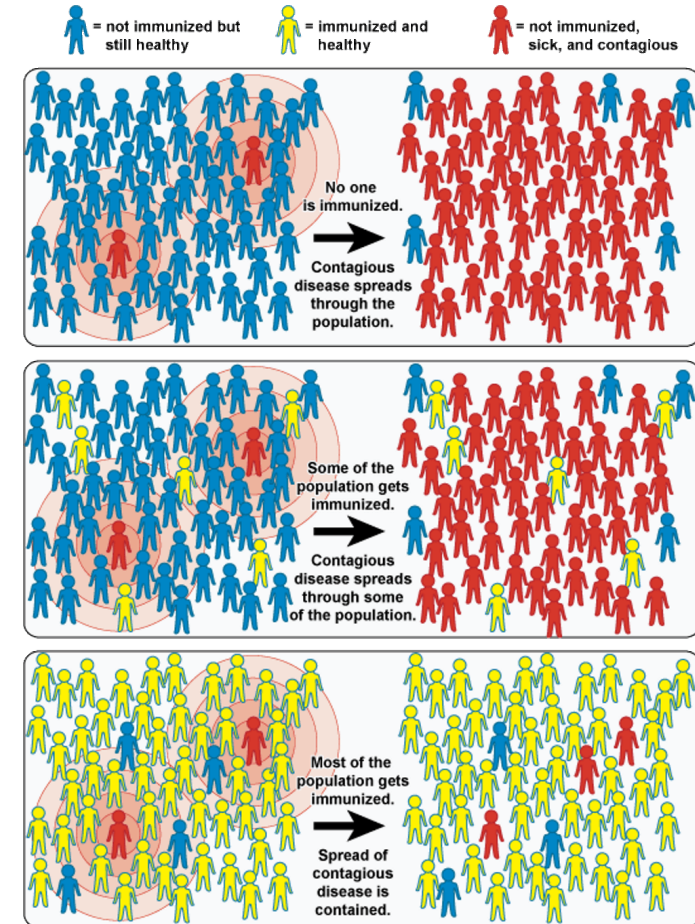 = not immunized but
still healthy
= immunized and
healthy
= not immunized,
sick, and contagious
No one
is immunized.
Contagious
disease spreads
through the
population.
Some of the
population gets
immunized.
Contagious
disease spreads
through some
of the population.
Most of the
population gets
immunized.
Spread of
contagious
disease is
contained.